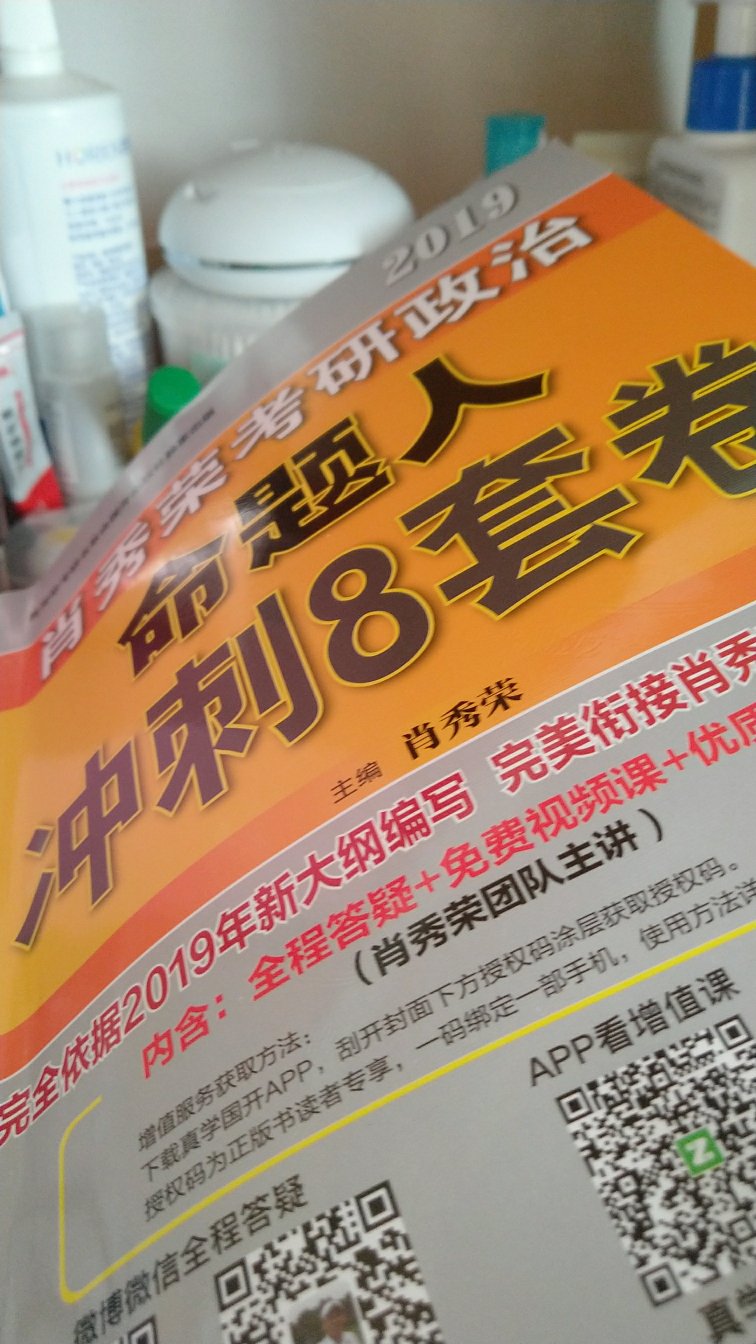 2019
肖秀荣考研政治
命题人
冲刺8套卷
主编 肖秀荣
完全依据2019年新大纲编写 完美衔接肖秀
内含：全程答疑+免费视频课+优质
（肖秀荣团队主讲）
增值服务获取方法：
下载真学国开APP，刮开封面下方授权码涂层获取授权码。
授权码为正版书读者专享，一码绑定一部手机，使用方法详
APP看增值课
微博微信全程答疑
真学